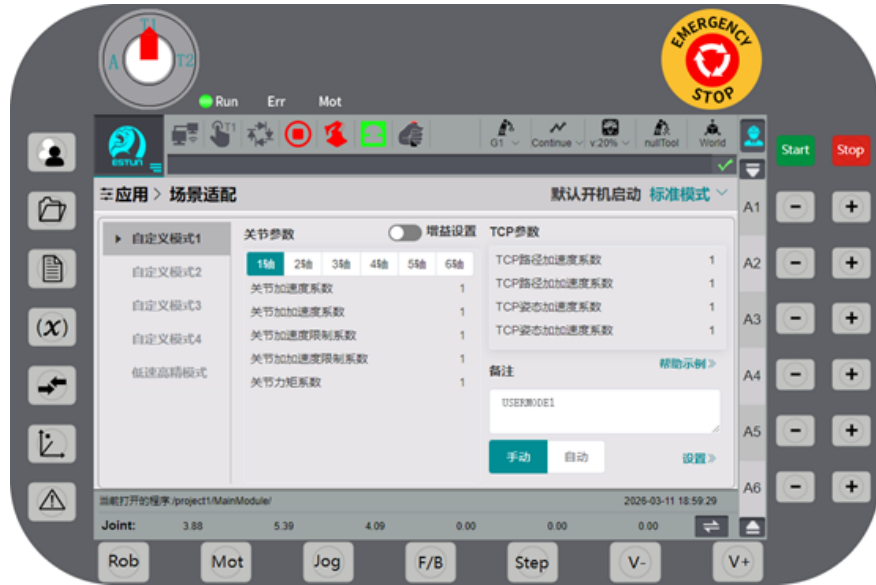 T1
A
T2
EMERGENCY
STOP
Run Err Mot
ESTUN
T1
G1 Continue v:20% nullTool World
Start
Stop
应用 > 场景适配
默认开机启动 标准模式
自定义模式1
自定义模式2
自定义模式3
自定义模式4
低速高精模式
关节参数
增益设置
1轴 2轴 3轴 4轴 5轴 6轴
关节加速度系数 1
关节加加速度系数 1
关节加速度限制系数 1
关节加加速度限制系数 1
关节力矩系数 1
TCP参数
TCP路径加速度系数 1
TCP路径加加速度系数 1
TCP姿态加速度系数 1
TCP姿态加加速度系数 1
备注
帮助示例
USERMODE1
手动 自动
设置
A1 - +
A2 - +
A3 - +
A4 - +
A5 - +
A6 - +
(x)
当前打开的程序:/project1/MainModule/
2026-03-11 18:59:29
Joint: 3.88 5.39 4.09 0.00 0.00 0.00
Rob Mot Jog F/B Step V- V+